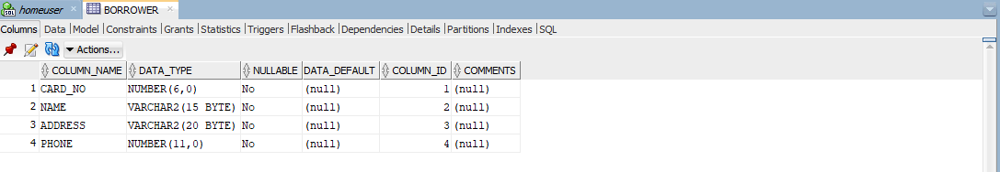 SQL homeuser × BORROWER ×
Columns Data Model Constraints Grants Statistics Triggers Flashback Dependencies Details Partitions Indexes SQL
Actions...
COLUMN_NAME DATA_TYPE NULLABLE DATA_DEFAULT COLUMN_ID COMMENTS
1 CARD_NO NUMBER(6,0) No (null) 1 (null)
2 NAME VARCHAR2(15 BYTE) No (null) 2 (null)
3 ADDRESS VARCHAR2(20 BYTE) No (null) 3 (null)
4 PHONE NUMBER(11,0) No (null) 4 (null)